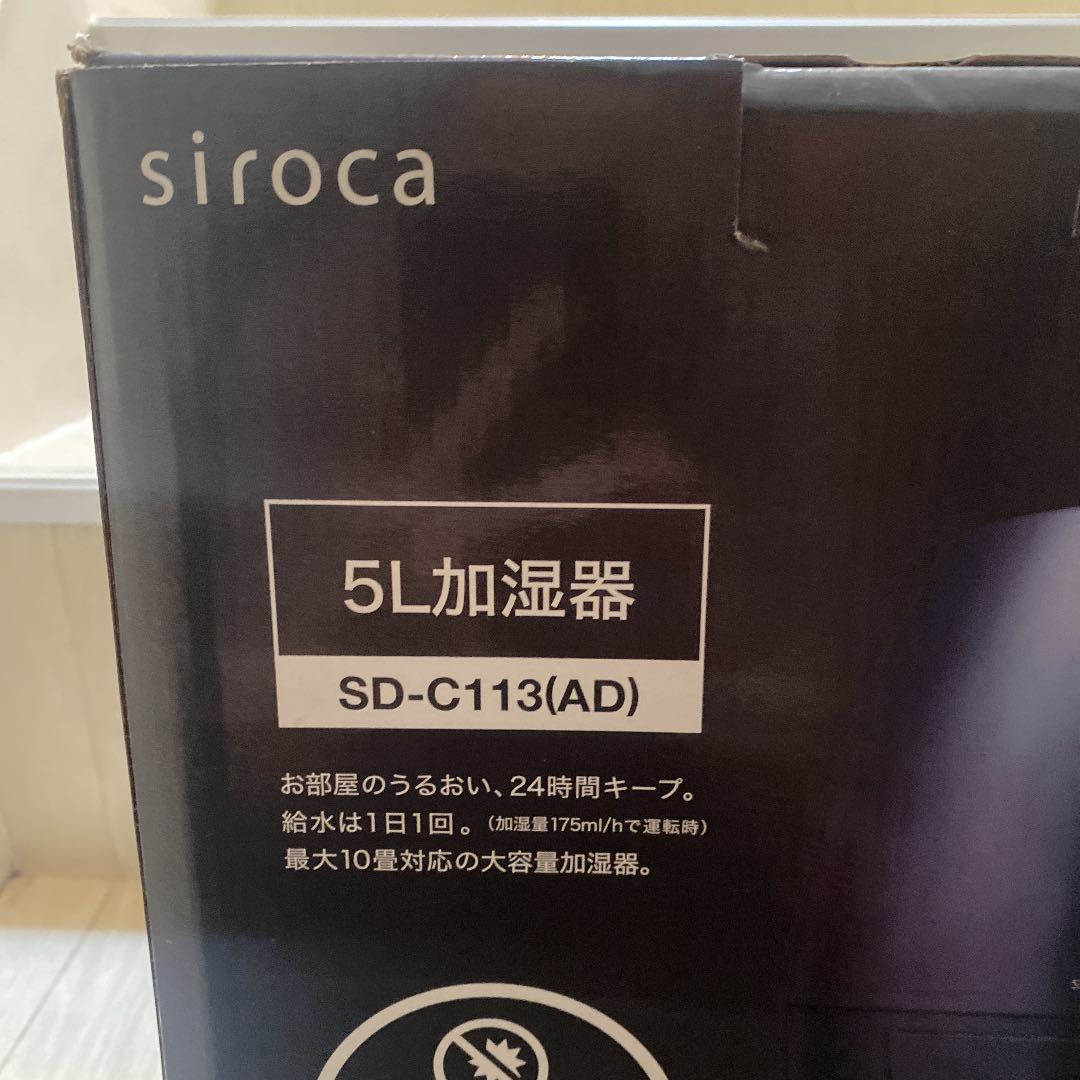 siroca
5L加湿器
SD-C113(AD)
お部屋のうるおい、24時間キープ。
給水は1日1回。(加湿量175ml/hで運転時)
最大10畳対応の大容量加湿器。